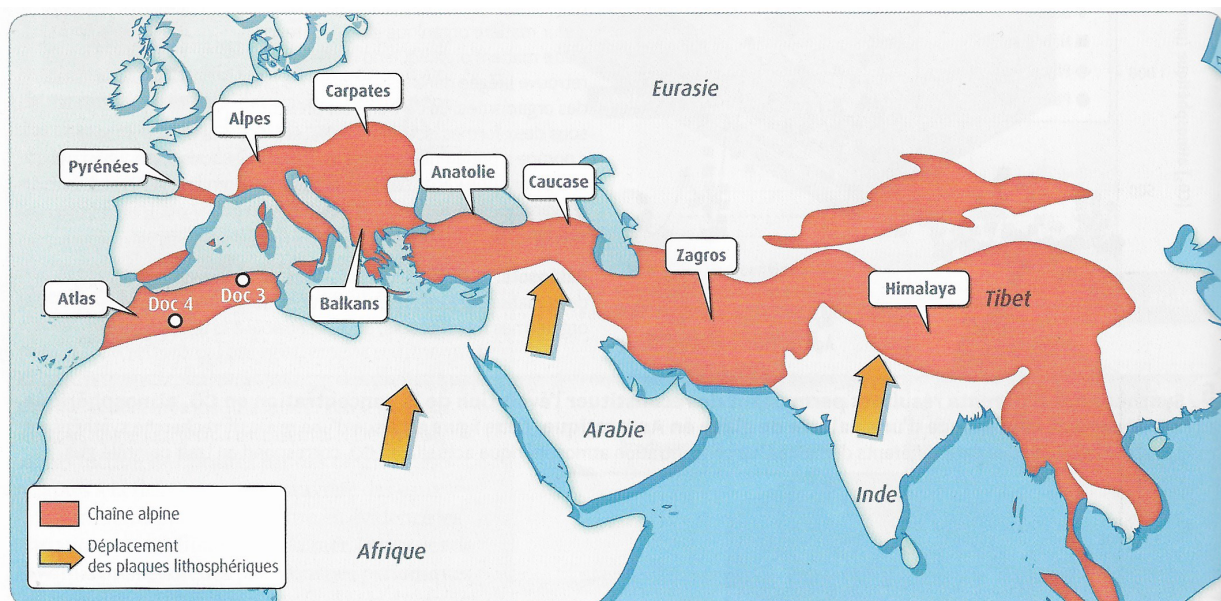 Carpates
Eurasie
Alpes
Pyrénées
Anatolie
Caucase
Zagros
Himalaya
Tibet
Atlas
Doc 4
Doc 3
Balkans
Arabie
Inde
Afrique
Chaîne alpine
Déplacement
des plaques lithosphériques